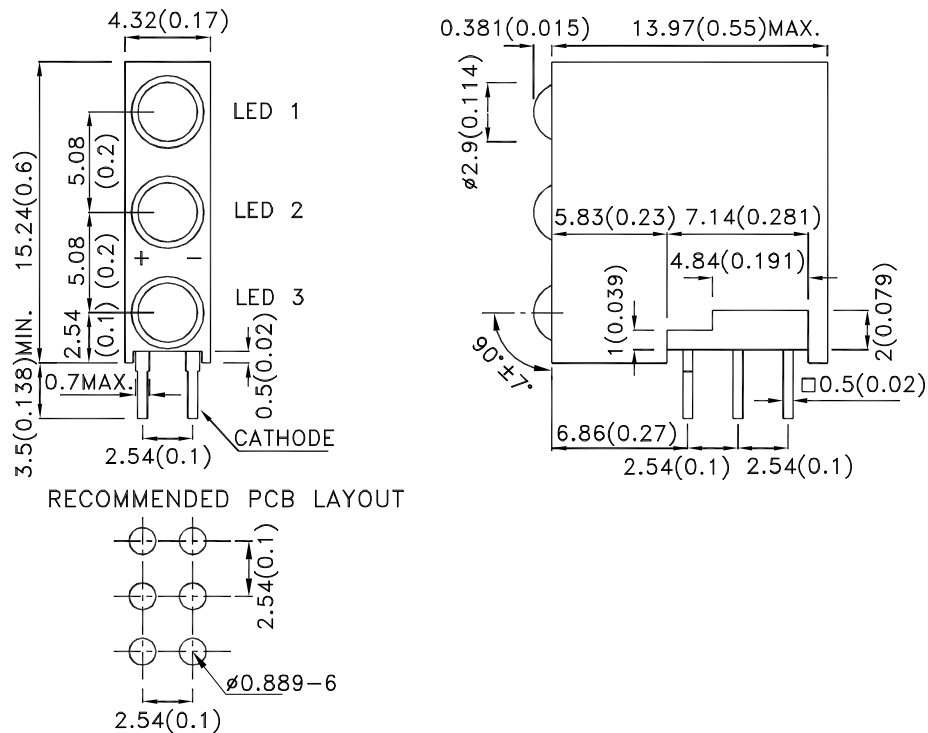 4.32(0.17)
LED 1
LED 2
LED 3
5.08
(0.2)
5.08
(0.2)
+ −
2.54
(0.1)
15.24(0.6)
3.5(0.138)MIN.
0.7MAX.
0.5(0.02)
2.54(0.1)
CATHODE
0.381(0.015)
13.97(0.55)MAX.
ø2.9(0.114)
5.83(0.23)
7.14(0.281)
4.84(0.191)
1(0.039)
2(0.079)
90°±7°
□0.5(0.02)
6.86(0.27)
2.54(0.1)
2.54(0.1)
RECOMMENDED PCB LAYOUT
2.54(0.1)
ø0.889−6
2.54(0.1)